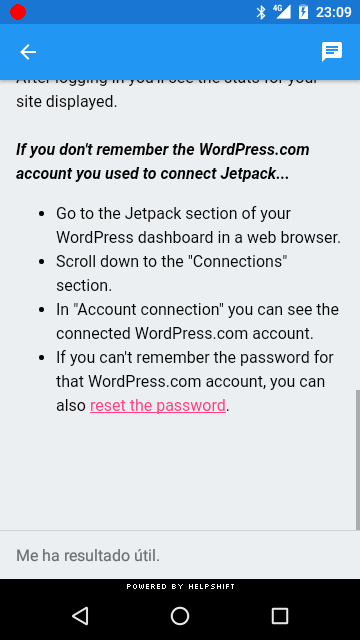 4G
23:09
After logging in you'll see the stats for your
site displayed.
If you don't remember the WordPress.com
account you used to connect Jetpack...
• Go to the Jetpack section of your
WordPress dashboard in a web browser.
• Scroll down to the "Connections"
section.
• In "Account connection" you can see the
connected WordPress.com account.
• If you can't remember the password for
that WordPress.com account, you can
also reset the password.
Me ha resultado útil.
POWERED BY HELPSHIFT